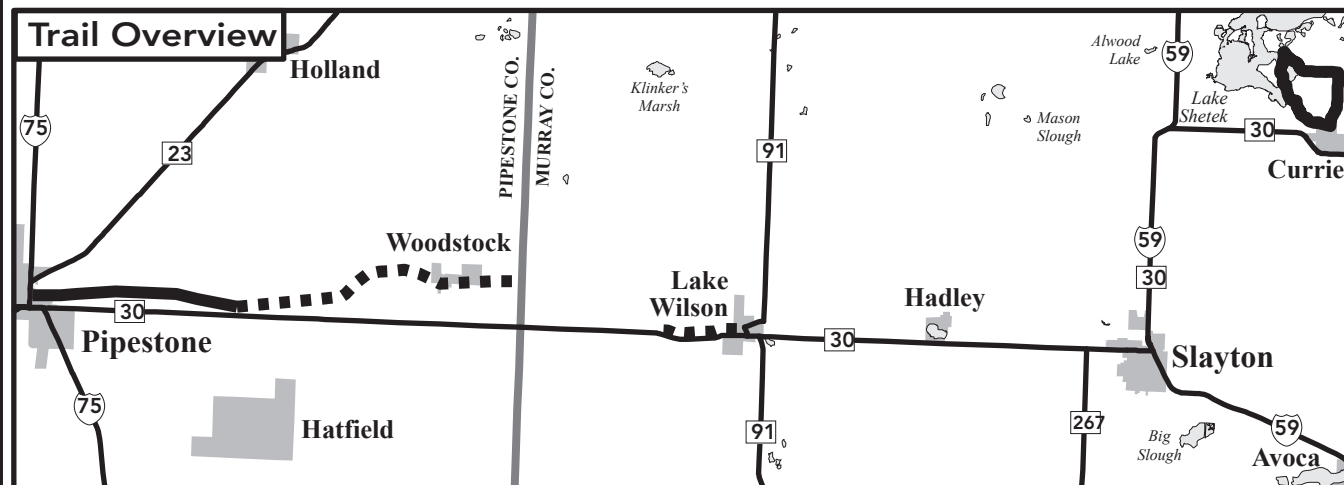 Trail Overview
Holland
Klinker's
Marsh
PIPESTONE CO.
MURRAY CO.
Alwood
Lake
59
Lake
Shetek
75
23
91
Mason
Slough
30
Currie
Woodstock
59
Lake
Wilson
Hadley
30
30
Pipestone
30
Slayton
75
Hatfield
91
267
Big
Slough
59
Avoca